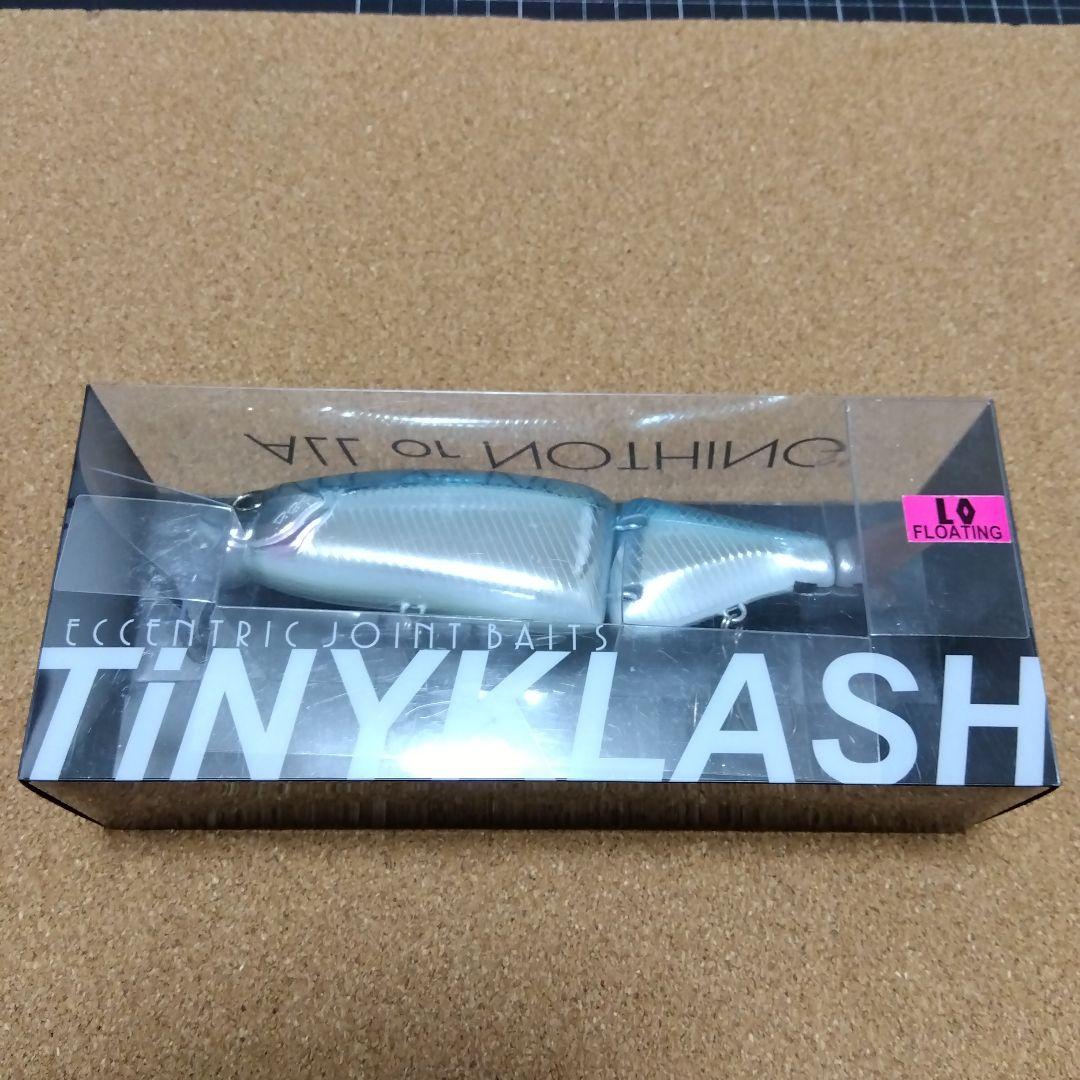 ALL or NOTHING
LO
FLOATING
ECCENTRIC JOINT BAITS
TiNYKLASH